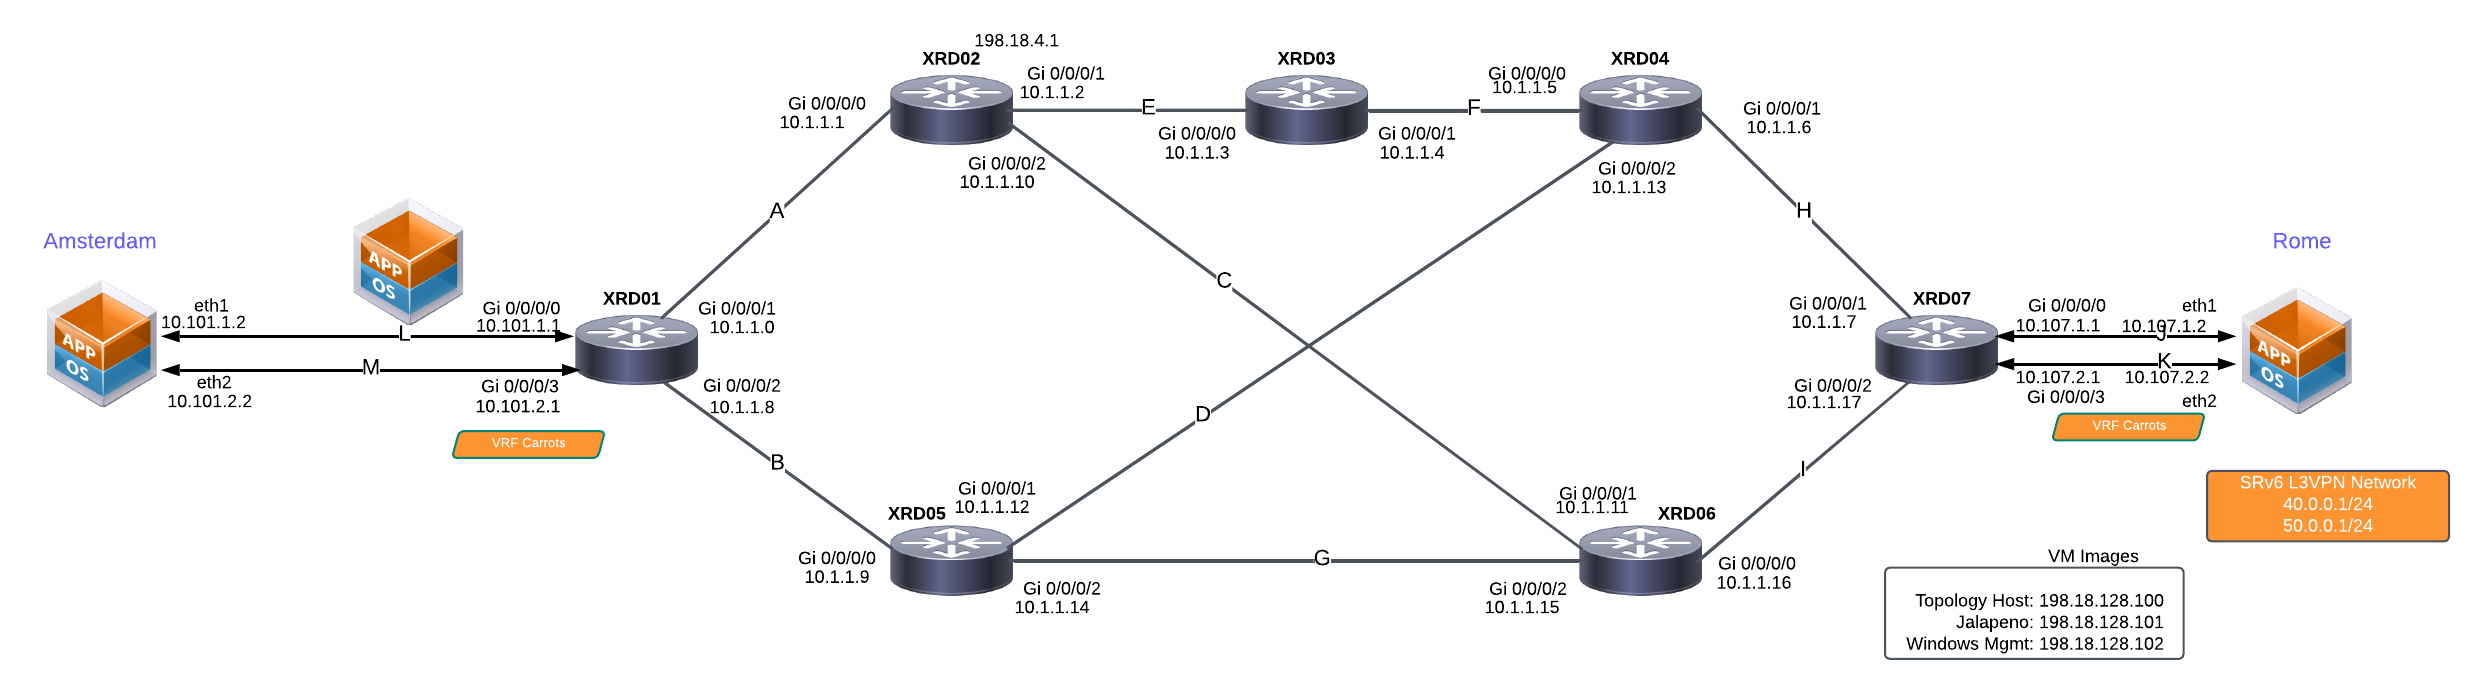 198.18.4.1
XRD02
XRD03
XRD04
Gi 0/0/0/1
10.1.1.2
Gi 0/0/0/0
10.1.1.5
Gi 0/0/0/0
10.1.1.1
E
F
Gi 0/0/0/1
10.1.1.6
Gi 0/0/0/0
10.1.1.3
Gi 0/0/0/1
10.1.1.4
Gi 0/0/0/2
10.1.1.10
Gi 0/0/0/2
10.1.1.13
A
H
Amsterdam
Rome
APP
OS
C
eth1
10.101.1.2
Gi 0/0/0/0
10.101.1.1
XRD01
Gi 0/0/0/1
10.1.1.0
Gi 0/0/0/1
10.1.1.7
XRD07
Gi 0/0/0/0
10.107.1.1
eth1
10.107.1.2
L
J
APP
OS
APP
OS
M
K
eth2
10.101.2.2
Gi 0/0/0/3
10.101.2.1
Gi 0/0/0/2
10.1.1.8
Gi 0/0/0/2
10.1.1.17
10.107.2.1
Gi 0/0/0/3
10.107.2.2
eth2
D
VRF Carrots
VRF Carrots
B
I
Gi 0/0/0/1
10.1.1.12
XRD05
Gi 0/0/0/1
10.1.1.11
XRD06
SRv6 L3VPN Network
40.0.0.1/24
50.0.0.1/24
Gi 0/0/0/0
10.1.1.9
G
Gi 0/0/0/2
10.1.1.14
Gi 0/0/0/2
10.1.1.15
Gi 0/0/0/0
10.1.1.16
VM Images
Topology Host: 198.18.128.100
Jalapeno: 198.18.128.101
Windows Mgmt: 198.18.128.102